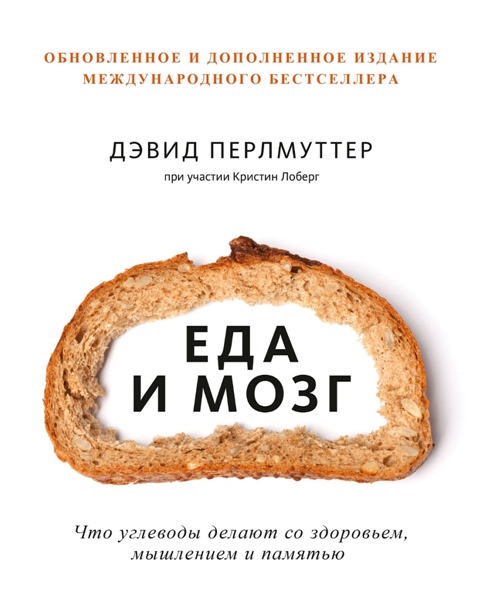 ОБНОВЛЕННОЕ И ДОПОЛНЕННОЕ ИЗДАНИЕ
МЕЖДУНАРОДНОГО БЕСТСЕЛЛЕРА
ДЭВИД ПЕРЛМУТТЕР
при участии Кристин Лоберг
ЕДА
И МОЗГ
Что углеводы делают со здоровьем,
мышлением и памятью